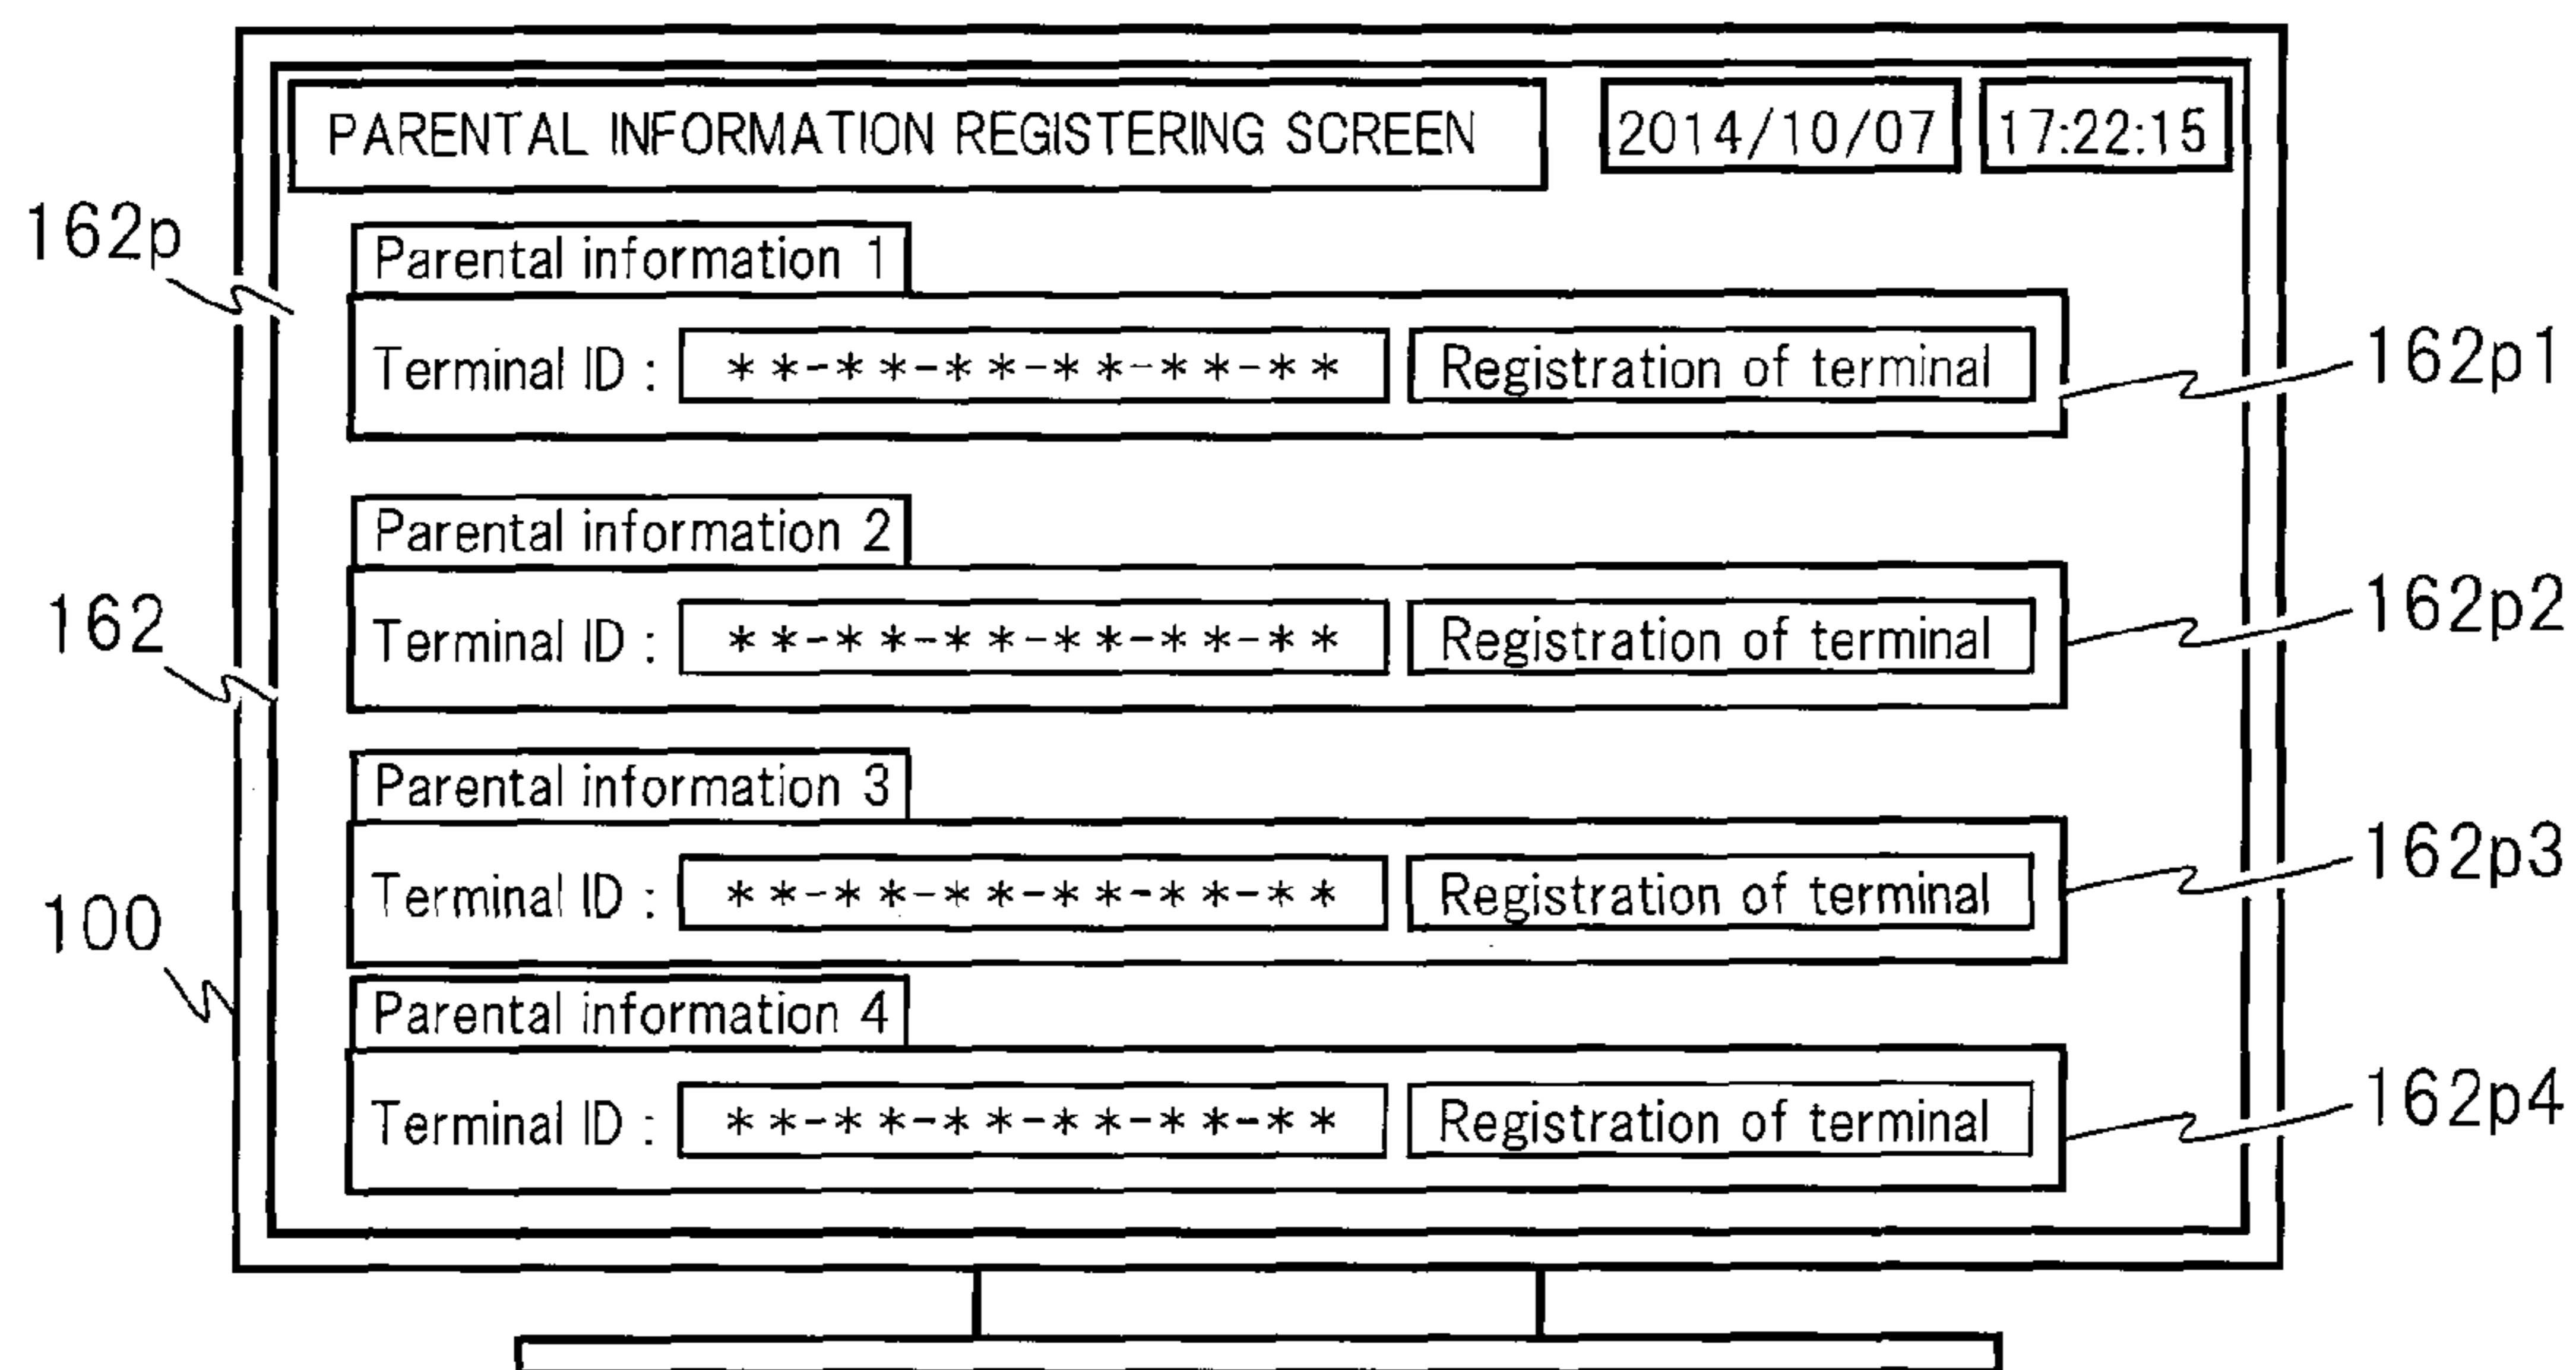 PARENTAL INFORMATION REGISTERING SCREEN 2014/10/07 17:22:15
162p
Parental information 1
Terminal ID : **-**-**-**-**-** Registration of terminal
162p1
Parental information 2
162
Terminal ID : **-**-**-**-**-** Registration of terminal
162p2
Parental information 3
100
Terminal ID : **-**-**-**-**-** Registration of terminal
162p3
Parental information 4
Terminal ID : **-**-**-**-**-** Registration of terminal
162p4